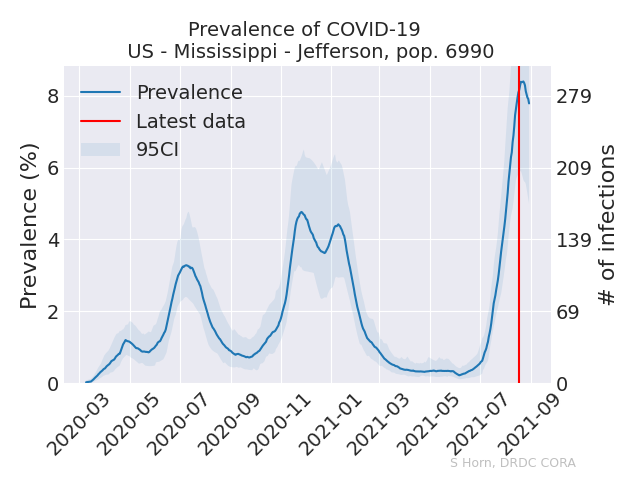 Prevalence of COVID-19
US - Mississippi - Jefferson, pop. 6990
Prevalence
Latest data
95CI
Prevalence (%)
8
6
4
2
0
# of infections
279
209
139
69
0
2020-03
2020-05
2020-07
2020-09
2020-11
2021-01
2021-03
2021-05
2021-07
2021-09
S Horn, DRDC CORA